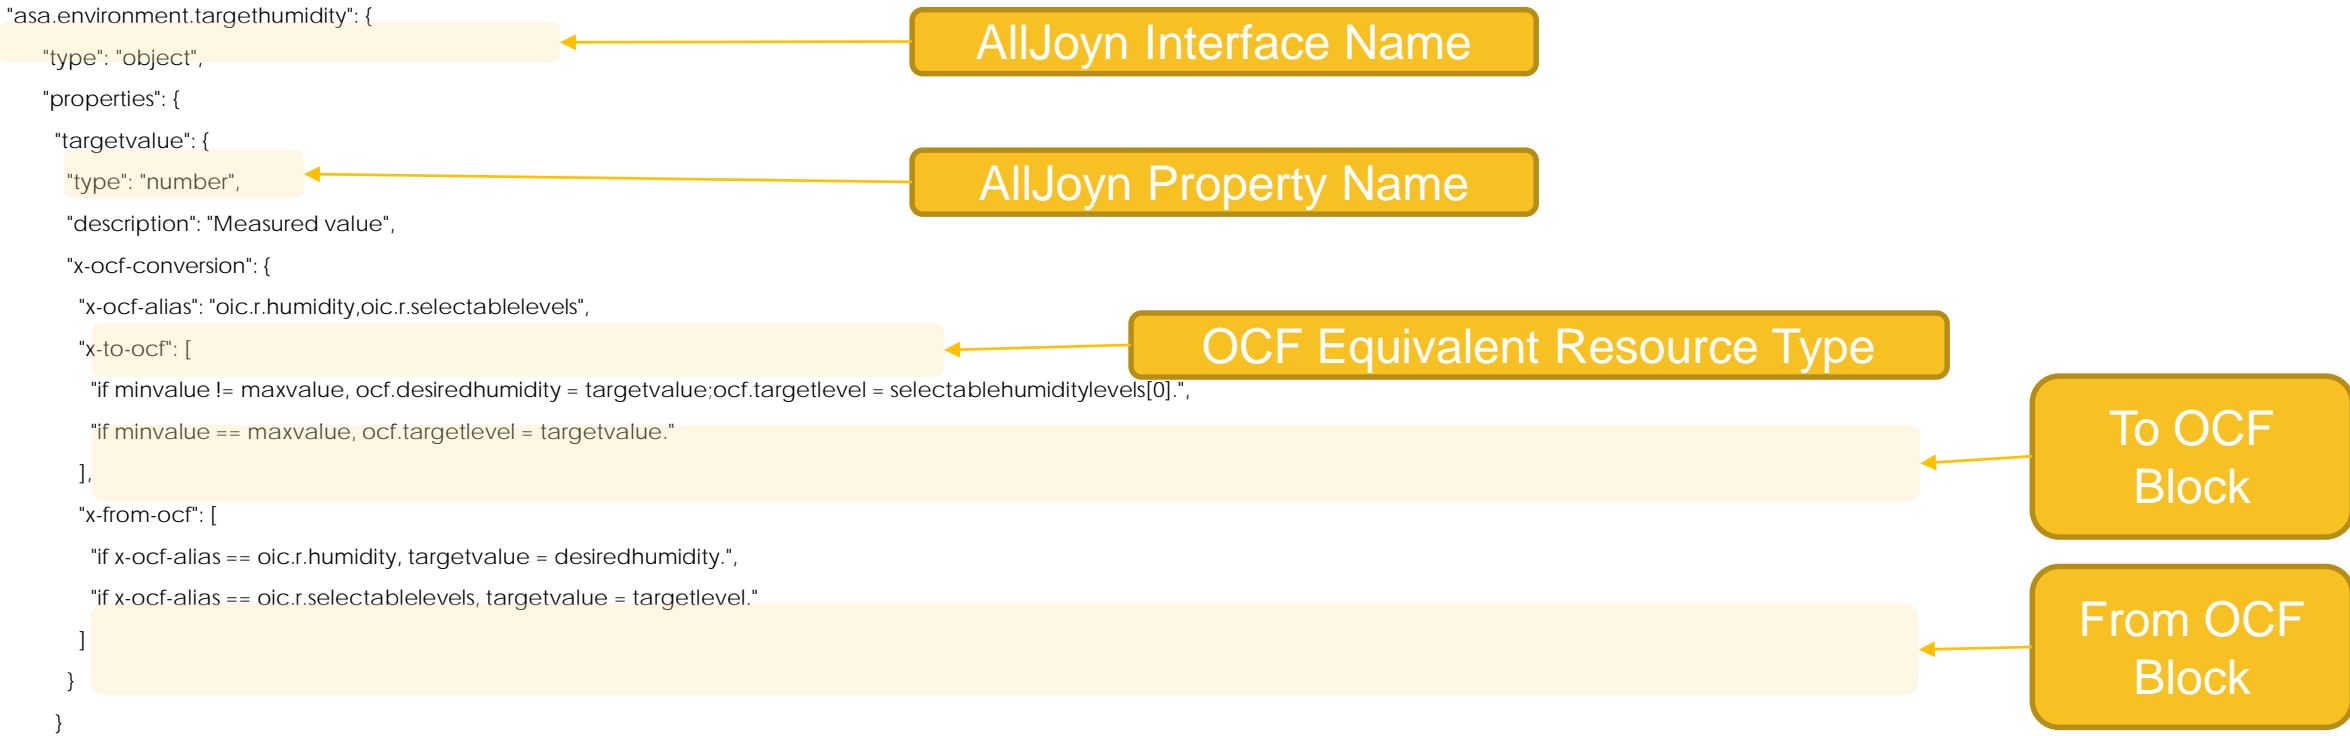 "asa.environment.targethumidity": {
AllJoyn Interface Name
"type": "object",
"properties": {
"targetvalue": {
"type": "number",
AllJoyn Property Name
"description": "Measured value",
"x-ocf-conversion": {
"x-ocf-alias": "oic.r.humidity,oic.r.selectablelevels",
"x-to-ocf": [
OCF Equivalent Resource Type
"if minvalue != maxvalue, ocf.desiredhumidity = targetvalue;ocf.targetlevel = selectablehumiditylevels[0].",
"if minvalue == maxvalue, ocf.targetlevel = targetvalue."
To OCF
Block
],
"x-from-ocf": [
"if x-ocf-alias == oic.r.humidity, targetvalue = desiredhumidity.",
"if x-ocf-alias == oic.r.selectablelevels, targetvalue = targetlevel."
From OCF
Block
]
}
}